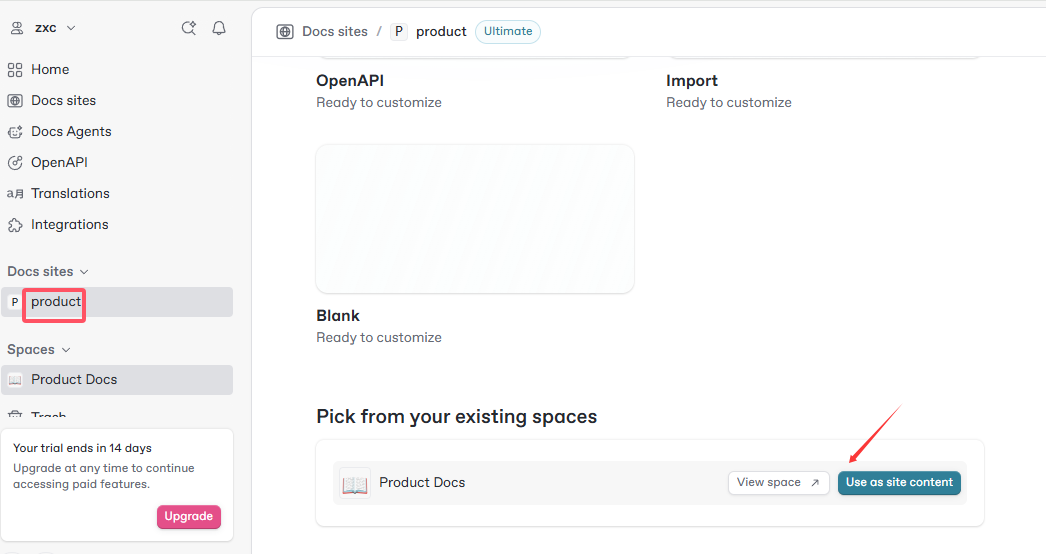 zxc
Home
Docs sites
Docs Agents
OpenAPI
Translations
Integrations
Docs sites
P product
Spaces
Product Docs
Trash
Your trial ends in 14 days
Upgrade at any time to continue
accessing paid features.
Upgrade
Docs sites / P product Ultimate
OpenAPI Import
Ready to customize Ready to customize
Blank
Ready to customize
Pick from your existing spaces
Product Docs View space Use as site content